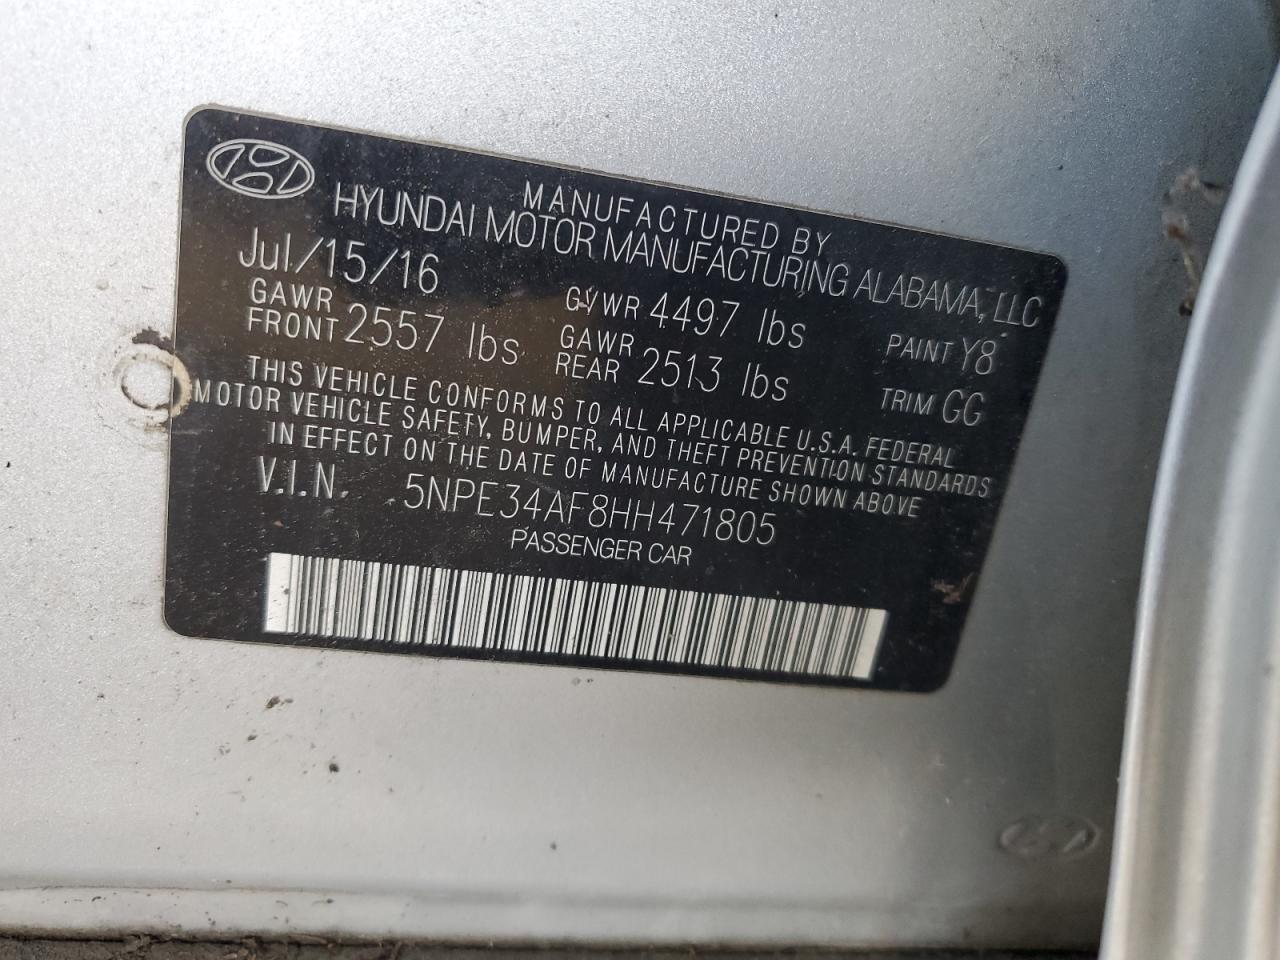 MANUFACTURED BY
HYUNDAI MOTOR MANUFACTURING ALABAMA, LLC
Jul/15/16 GVWR 4497 lbs PAINT Y8
GAWR FRONT 2557 lbs GAWR REAR 2513 lbs TRIM GG
THIS VEHICLE CONFORMS TO ALL APPLICABLE U.S.A. FEDERAL
MOTOR VEHICLE SAFETY, BUMPER, AND THEFT PREVENTION STANDARDS
IN EFFECT ON THE DATE OF MANUFACTURE SHOWN ABOVE
V.I.N. 5NPE34AF8HH471805
PASSENGER CAR